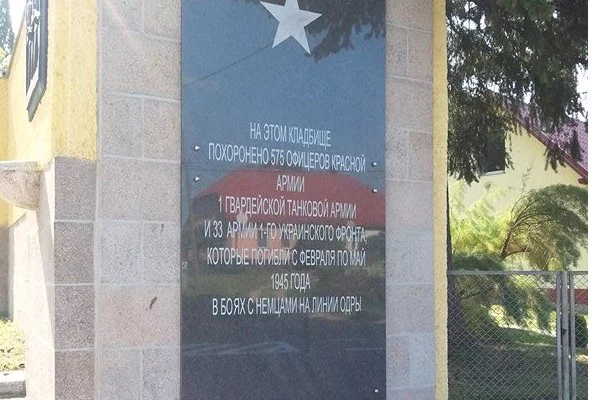 НА ЭТОМ КЛАДБИЩЕ
ПОХОРОНЕНО 575 ОФИЦЕРОВ КРАСНОЙ
АРМИИ
1 ГВАРДЕЙСКОЙ ТАНКОВОЙ АРМИИ
И 33 АРМИИ 1-ГО УКРАИНСКОГО ФРОНТА,
КОТОРЫЕ ПОГИБЛИ С ФЕВРАЛЯ ПО МАЙ
1945 ГОДА
В БОЯХ С НЕМЦАМИ НА ЛИНИИ ОДРЫ